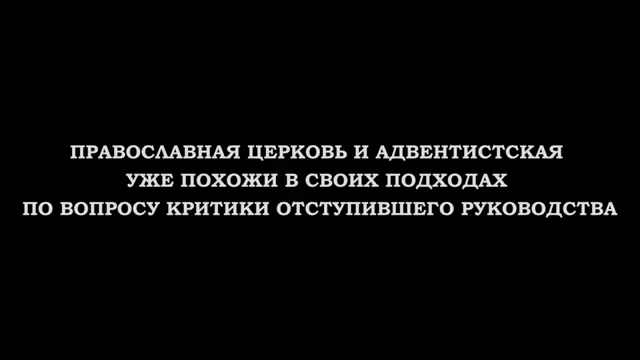 ПРАВОСЛАВНАЯ ЦЕРКОВЬ И АДВЕНТИСТСКАЯ
УЖЕ ПОХОЖИ В СВОИХ ПОДХОДАХ
ПО ВОПРОСУ КРИТИКИ ОТСТУПИВШЕГО РУКОВОДСТВА